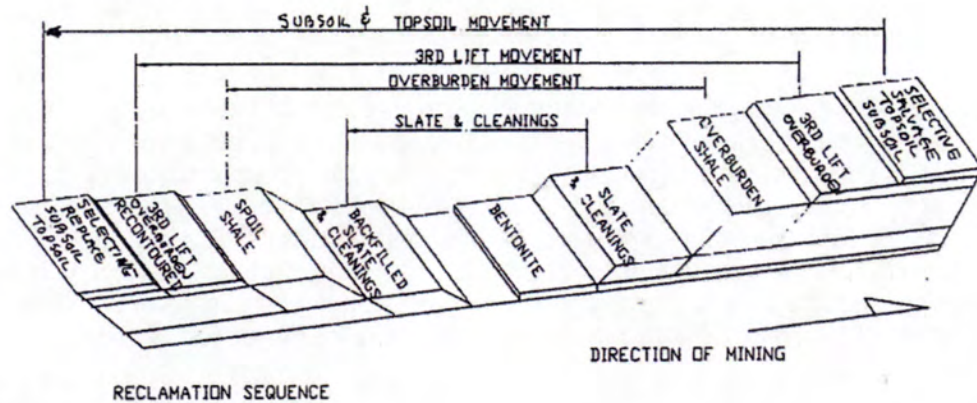 SUBSOIL & TOPSOIL MOVEMENT
3RD LIFT MOVEMENT
OVERBURDEN MOVEMENT
SLATE & CLEANINGS
SELECTING
REPLACE
SUBSOIL
TOPSOIL
3RD LIFT
OVERBURDEN
RECONTOURED
SPOIL
SHALE
BACKFILLED
& SLATE
CLEANINGS
BENTONITE
& SLATE
CLEANINGS
OVERBURDEN
SHALE
3RD LIFT
OVERBURDEN
SELECTIVE
SALVAGE
TOPSOIL
SUBSOIL
DIRECTION OF MINING
RECLAMATION SEQUENCE